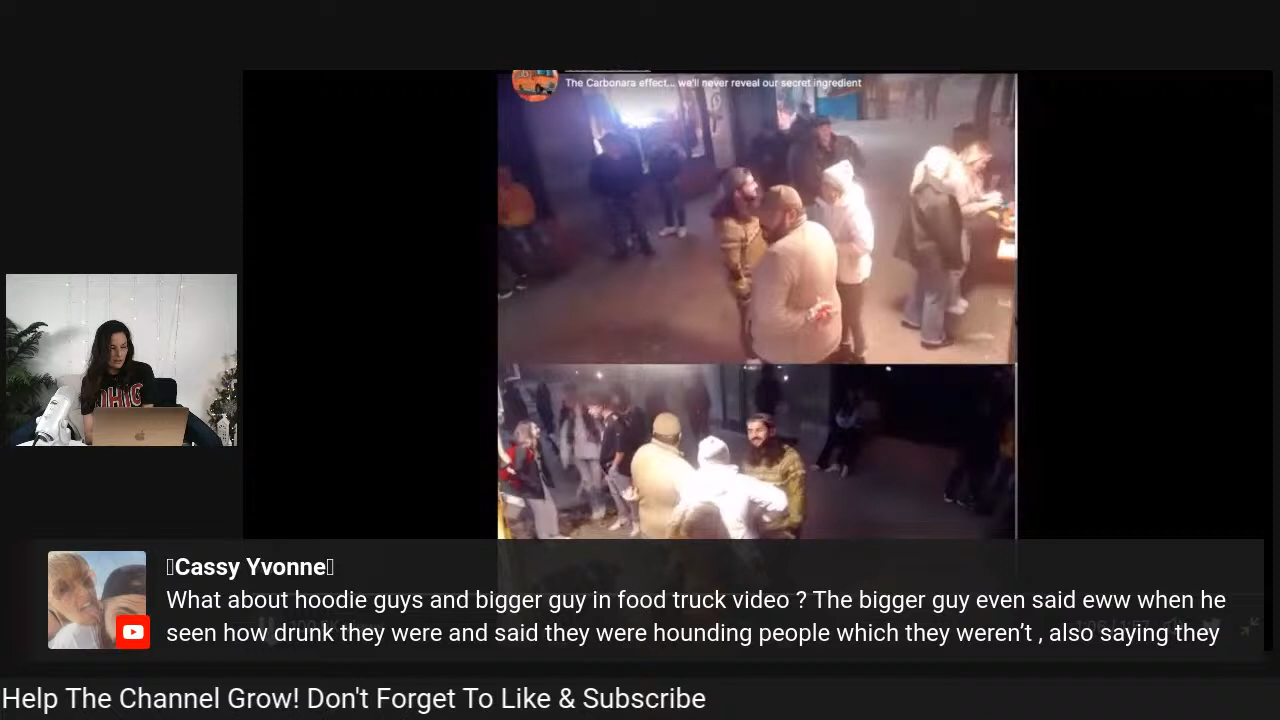 The Carbonara effect... we'll never reveal our secret ingredient
OHIO
Cassy Yvonne
What about hoodie guys and bigger guy in food truck video ? The bigger guy even said eww when he
seen how drunk they were and said they were hounding people which they weren’t , also saying they
Help The Channel Grow! Don't Forget To Like & Subscribe